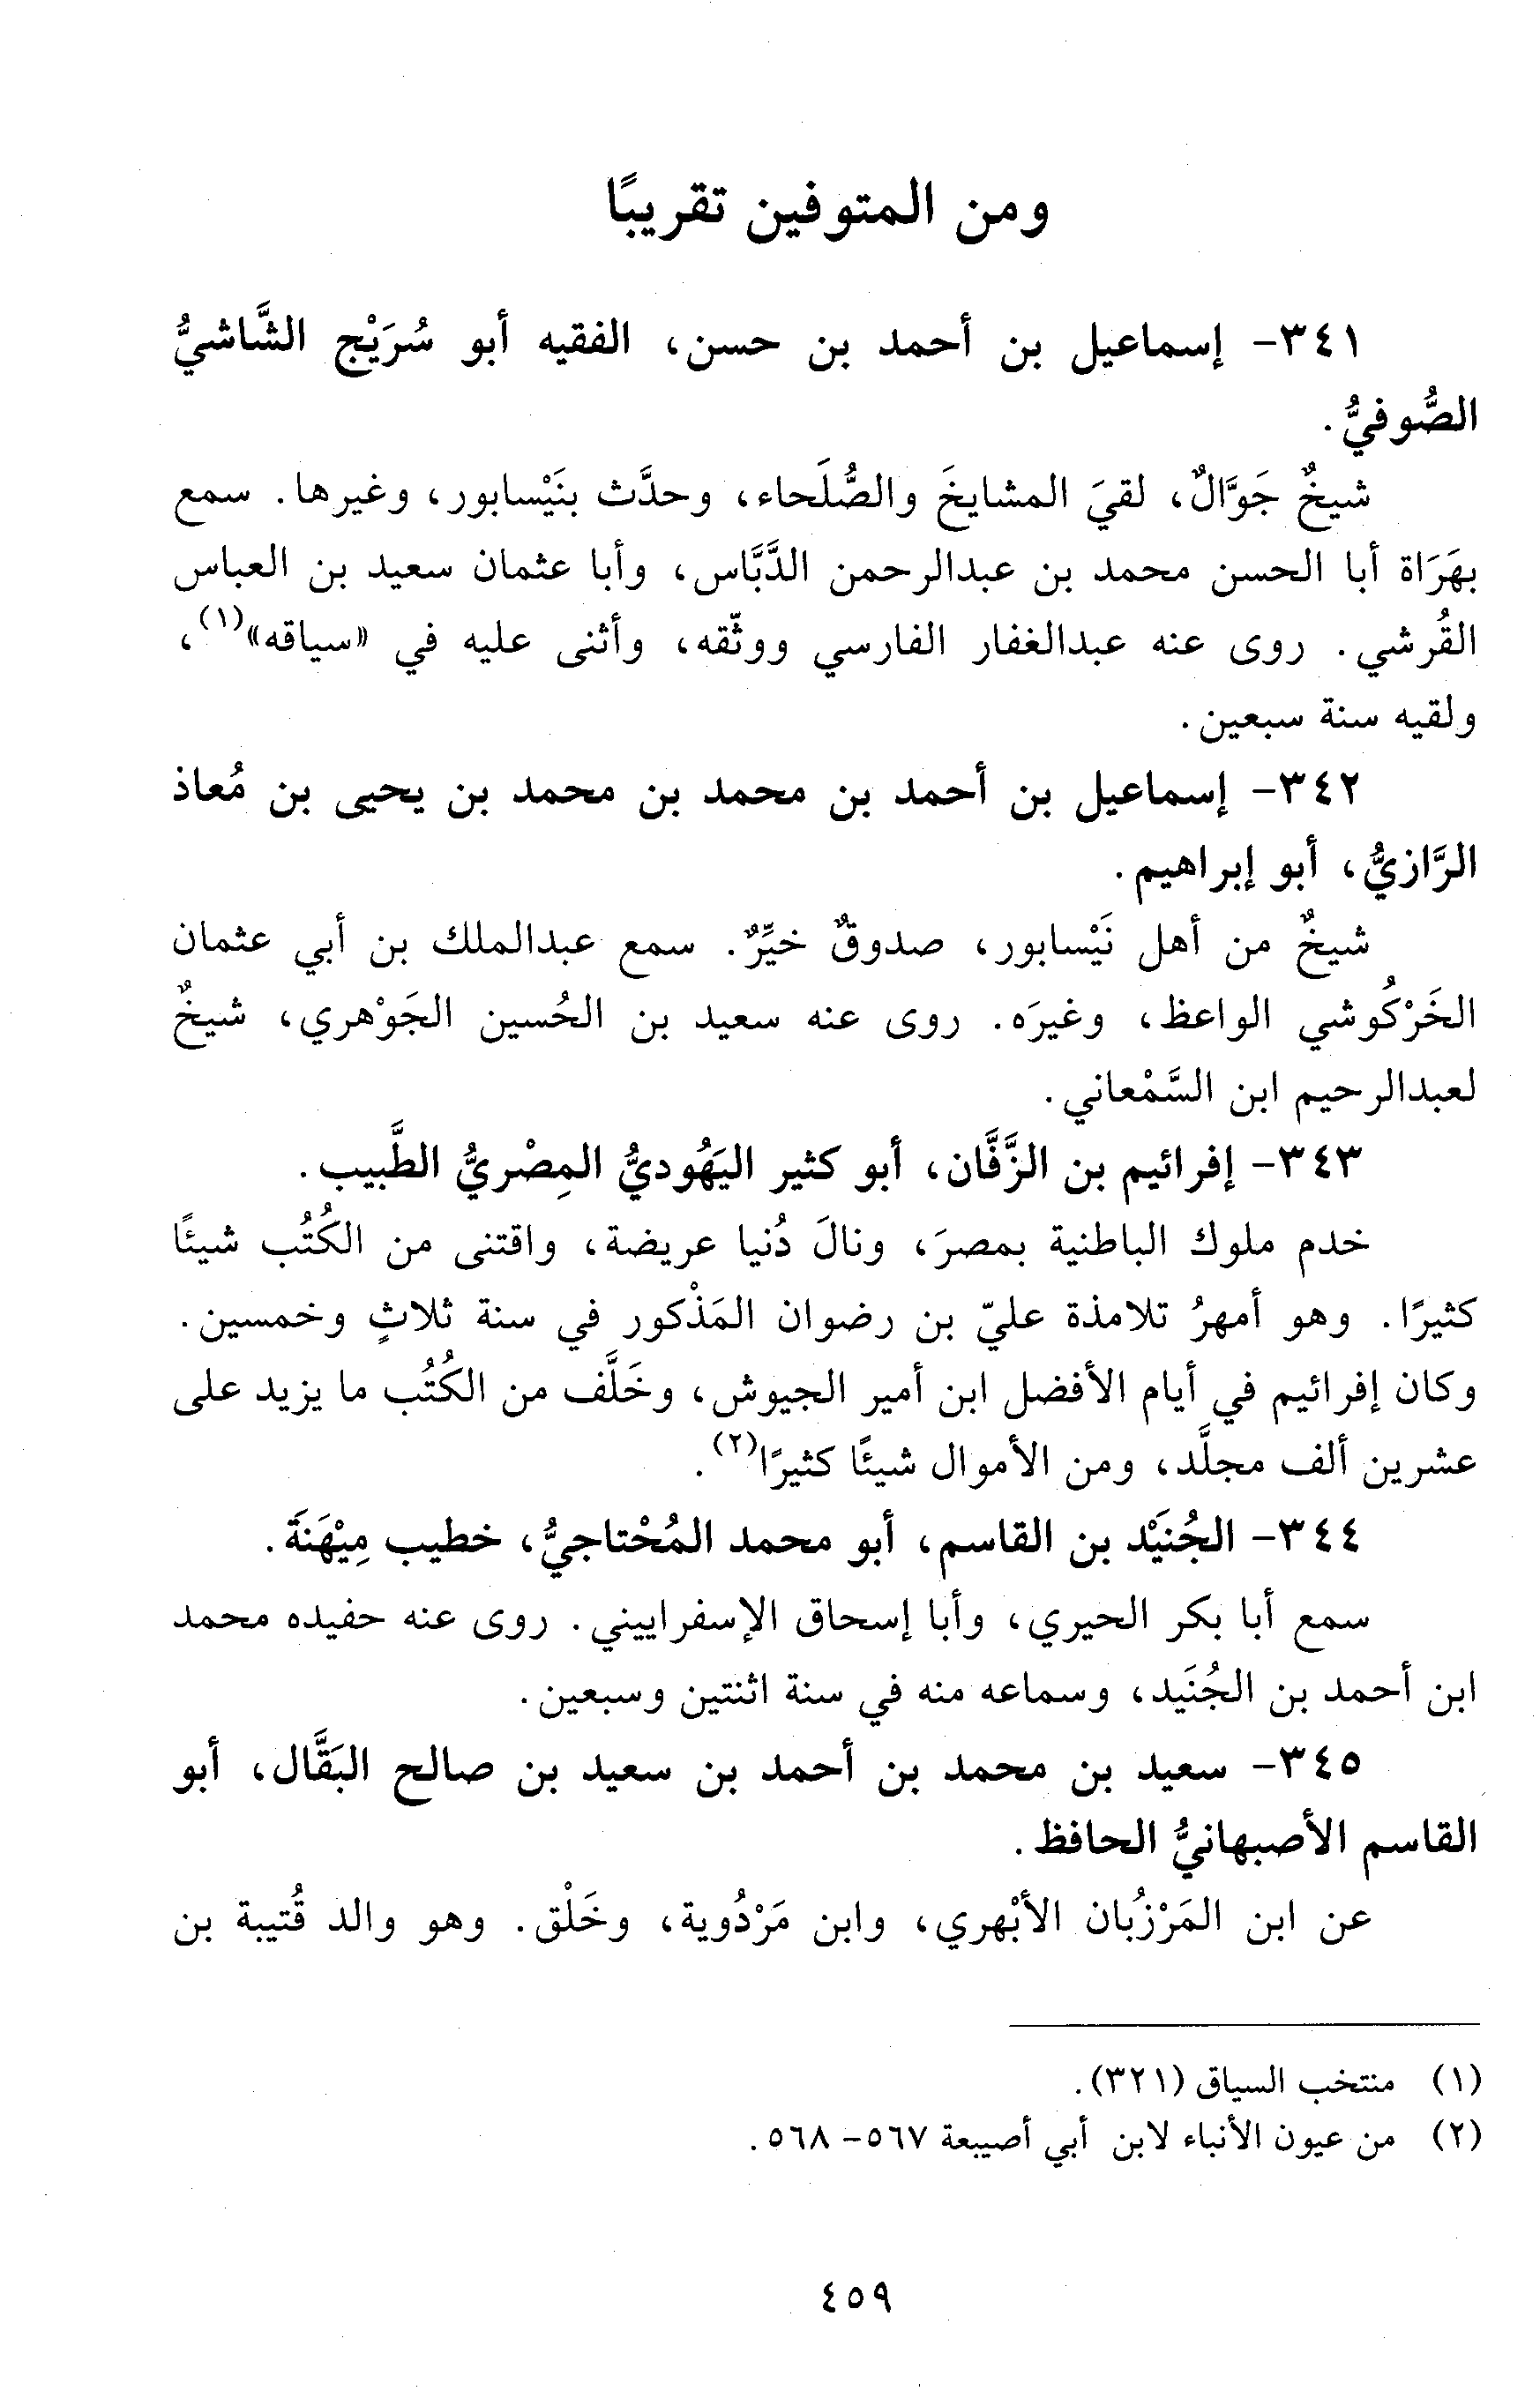 ومن المتوفين تقريبًا
٣٤١- إسماعيل بن أحمد بن حسن، الفقيه أبو سُرَيْج الشَّاشيُّ
الصُّوفيُّ.
شيخٌ جَوَّالٌ، لقيَ المشايخَ والصُّلَحاء، وحدَّث بنَيْسابور، وغيرها. سمع
بهَرَاة أبا الحسن محمد بن عبدالرحمن الدَّبَّاس، وأبا عثمان سعيد بن العباس
القُرشي. روى عنه عبدالغفار الفارسي ووثّقه، وأثنى عليه في «سياقه»(١)،
ولقيه سنة سبعين.
٣٤٢- إسماعيل بن أحمد بن محمد بن محمد بن يحيى بن مُعاذ
الرَّازيُّ، أبو إبراهيم.
شيخٌ من أهل نَيْسابور، صدوقٌ خيِّرٌ. سمع عبدالملك بن أبي عثمان
الخَرْكُوشي الواعظ، وغيرَه. روى عنه سعيد بن الحُسين الجَوْهري، شيخٌ
لعبدالرحيم ابن السَّمْعاني.
٣٤٣- إفرائيم بن الزَّفَّان، أبو كثير اليَهُوديُّ المِصْريُّ الطَّبيب.
خدم ملوك الباطنية بمصرَ، ونالَ دُنيا عريضة، واقتنى من الكُتُب شيئًا
كثيرًا. وهو أمهرُ تلامذة عليّ بن رضوان المَذْكور في سنة ثلاثٍ وخمسين.
وكان إفرائيم في أيام الأفضل ابن أمير الجيوش، وخَلَّف من الكُتُب ما يزيد على
عشرين ألف مجلَّد، ومن الأموال شيئًا كثيرًا(٢).
٣٤٤- الجُنَيْد بن القاسم، أبو محمد المُحْتاجيُّ، خطيب مِيْهَنَة.
سمع أبا بكر الحيري، وأبا إسحاق الإسفراييني. روى عنه حفيده محمد
ابن أحمد بن الجُنَيد، وسماعه منه في سنة اثنتين وسبعين.
٣٤٥- سعيد بن محمد بن أحمد بن سعيد بن صالح البَقَّال، أبو
القاسم الأصبهانيُّ الحافظ.
عن ابن المَرْزُبان الأبْهري، وابن مَرْدُوية، وخَلْق. وهو والد قُتيبة بن
(١) منتخب السياق (٣٢١).
(٢) من عيون الأنباء لابن أبي أصيبعة ٥٦٧- ٥٦٨.
٤٥٩